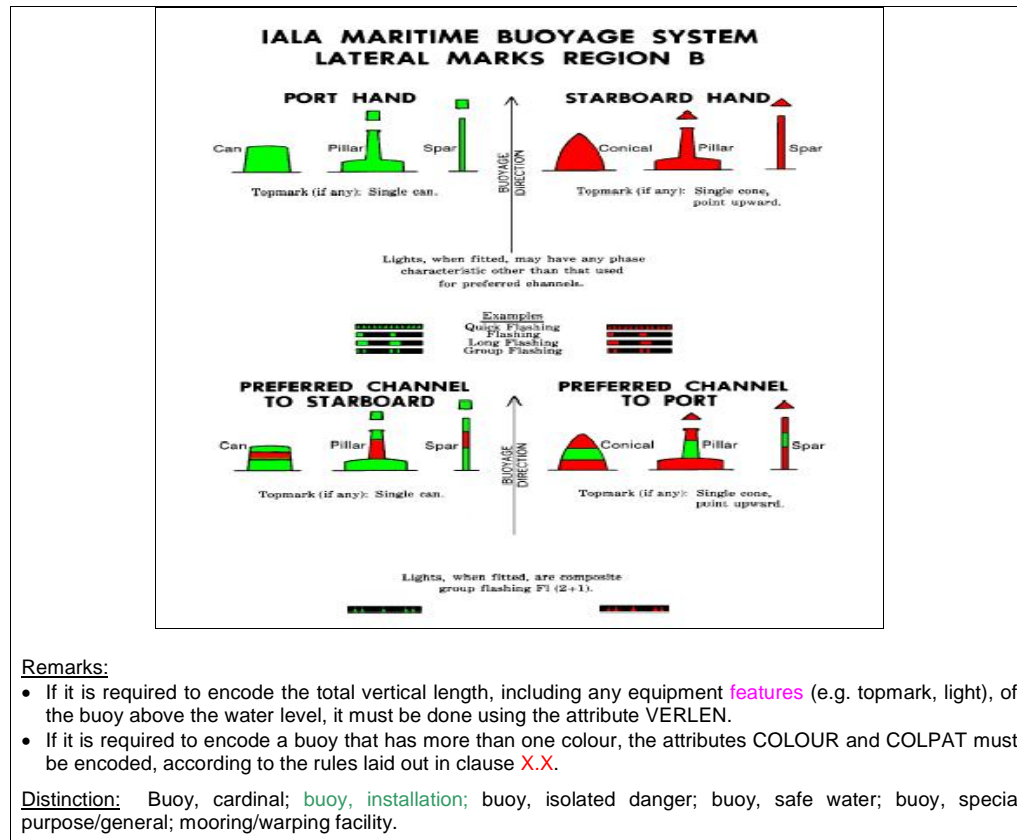 IALA MARITIME BUOYAGE SYSTEM
LATERAL MARKS REGION B
PORT HAND
STARBOARD HAND
Can
Pillar
Spar
BUOYAGE
DIRECTION
Conical
Pillar
Spar
Topmark (if any): Single can.
Topmark (if any): Single cone,
point upward.
Lights, when fitted, may have any phase
characteristic other than that used
for preferred channels.
Examples
Quick Flashing
Flashing
Long Flashing
Group Flashing
PREFERRED CHANNEL
TO STARBOARD
PREFERRED CHANNEL
TO PORT
Can
Pillar
Spar
BUOYAGE
DIRECTION
Conical
Pillar
Spar
Topmark (if any): Single can.
Topmark (if any): Single cone,
point upward.
Lights, when fitted, are composite
group flashing Fl (2+1).
Remarks:
• If it is required to encode the total vertical length, including any equipment features (e.g. topmark, light), of
the buoy above the water level, it must be done using the attribute VERLEN.
• If it is required to encode a buoy that has more than one colour, the attributes COLOUR and COLPAT must
be encoded, according to the rules laid out in clause X.X.
Distinction: Buoy, cardinal; buoy, installation; buoy, isolated danger; buoy, safe water; buoy, specia
purpose/general; mooring/warping facility.